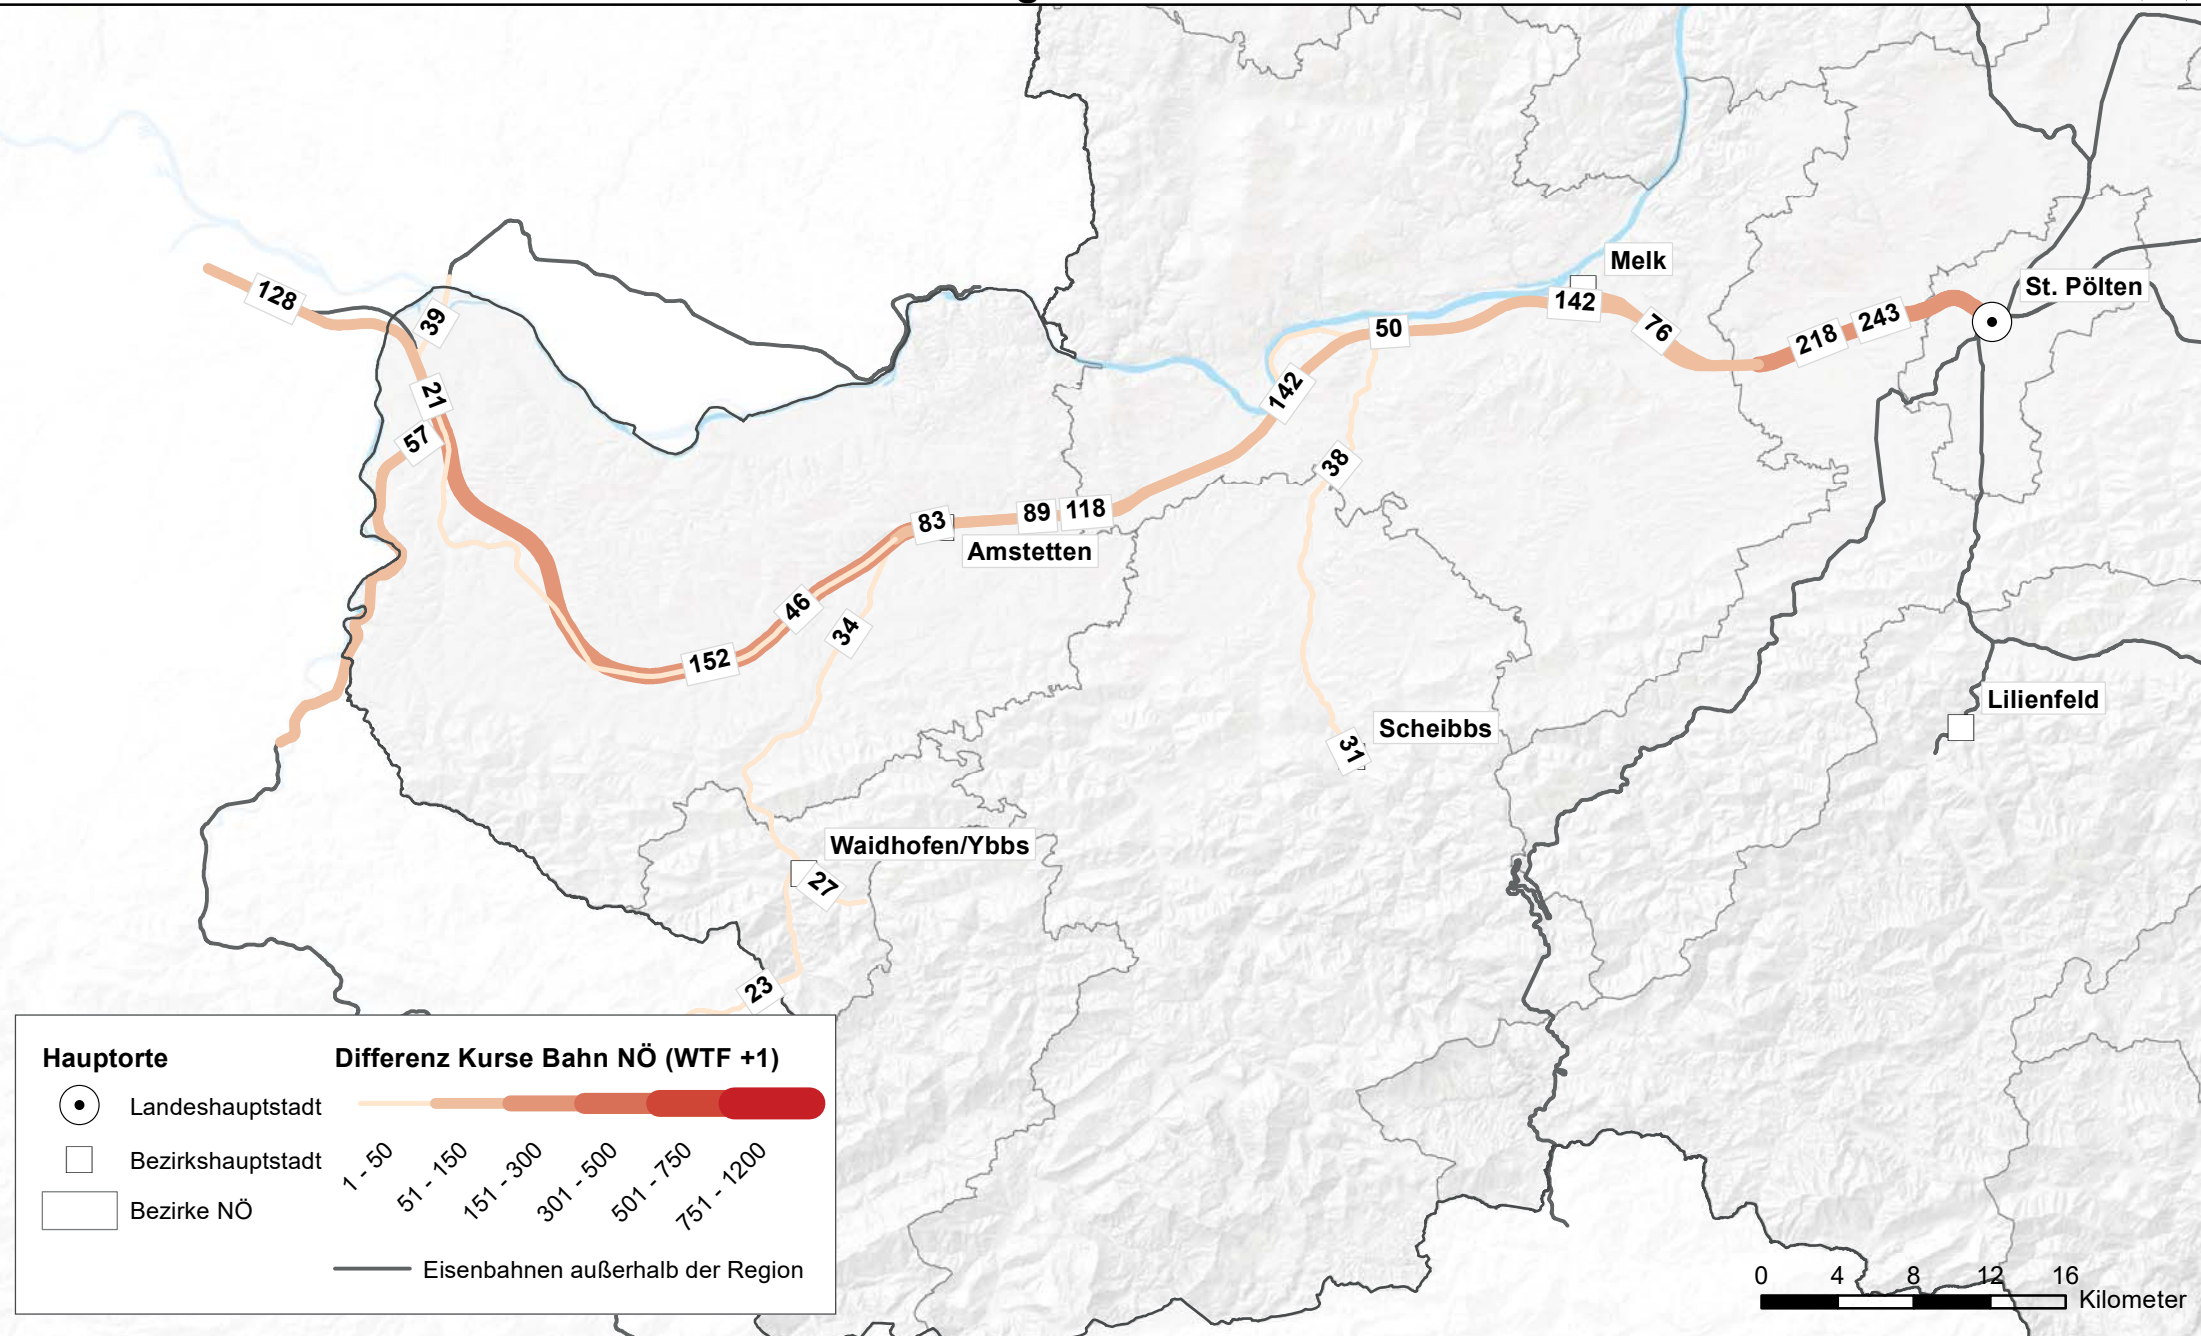 Melk
St. Pölten
128
39
142
50
76
218
243
21
57
142
38
83
89
118
Amstetten
46
34
152
Lilienfeld
Scheibbs
31
Waidhofen/Ybbs
27
23
Hauptorte
Landeshauptstadt
Bezirkshauptstadt
Bezirke NÖ
Differenz Kurse Bahn NÖ (WTF +1)
1 - 50
51 - 150
151 - 300
301 - 500
501 - 750
751 - 1200
Eisenbahnen außerhalb der Region
0 4 8 12 16
Kilometer